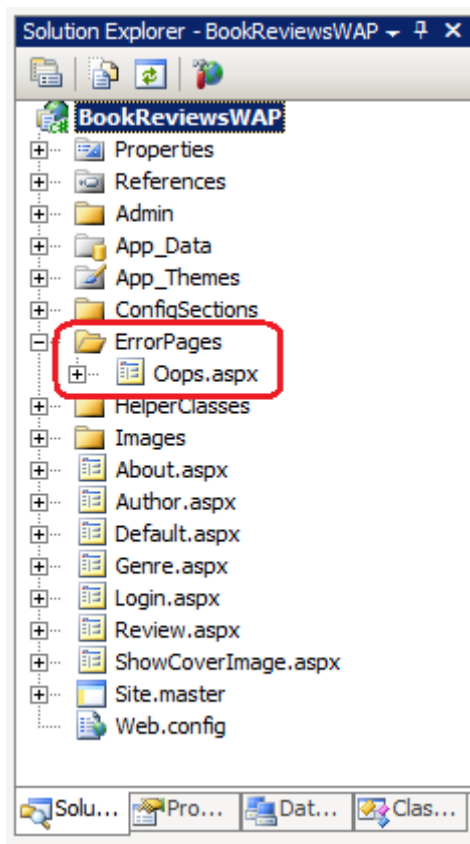 Solution Explorer - BookReviewsWAP
BookReviewsWAP
Properties
References
Admin
App_Data
App_Themes
ConfigSections
ErrorPages
Oops.aspx
HelperClasses
Images
About.aspx
Author.aspx
Default.aspx
Genre.aspx
Login.aspx
Review.aspx
ShowCoverImage.aspx
Site.master
Web.config
Solu... Pro... Dat... Clas...